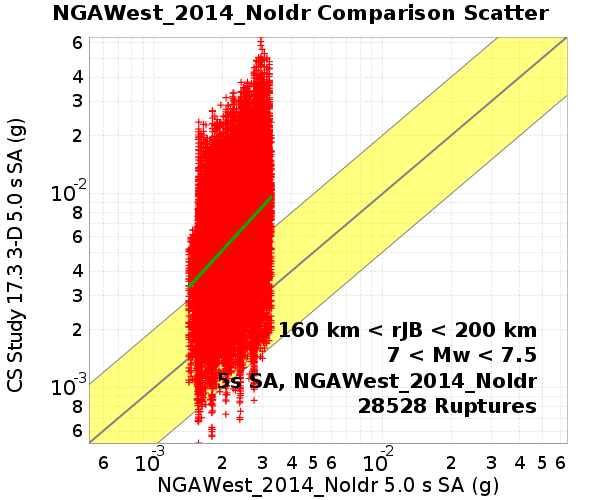 NGAWest_2014_NoIdr Comparison Scatter
CS Study 17.3 3-D 5.0 s SA (g)
6
4
3
2
10-2
8
6
4
3
2
10-3
8
6
160 km < rJB < 200 km
7 < Mw < 7.5
5s SA, NGAWest_2014_NoIdr
28528 Ruptures
6 10-3 2 3 4 5 6 10-2 2 3 4 5 6
NGAWest_2014_NoIdr 5.0 s SA (g)